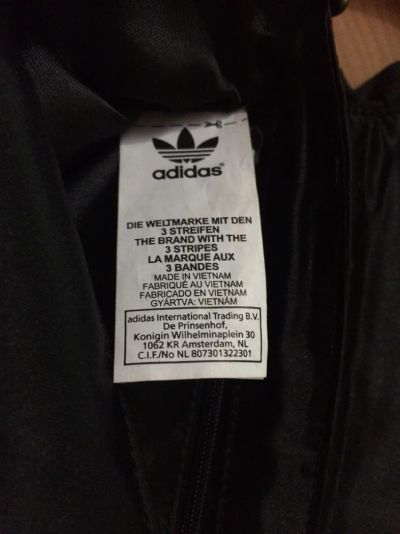 adidas®
DIE WELTMARKE MIT DEN
3 STREIFEN
THE BRAND WITH THE
3 STRIPES
LA MARQUE AUX
3 BANDES
MADE IN VIETNAM
FABRIQUÉ AU VIETNAM
FABRICADO EN VIETNAM
GYÁRTVA: VIETNÁM
adidas International Trading B.V.
De Prinsenhof,
Konigin Wilhelminaplein 30
1062 KR Amsterdam, NL
C.I.F./No NL 807301322301